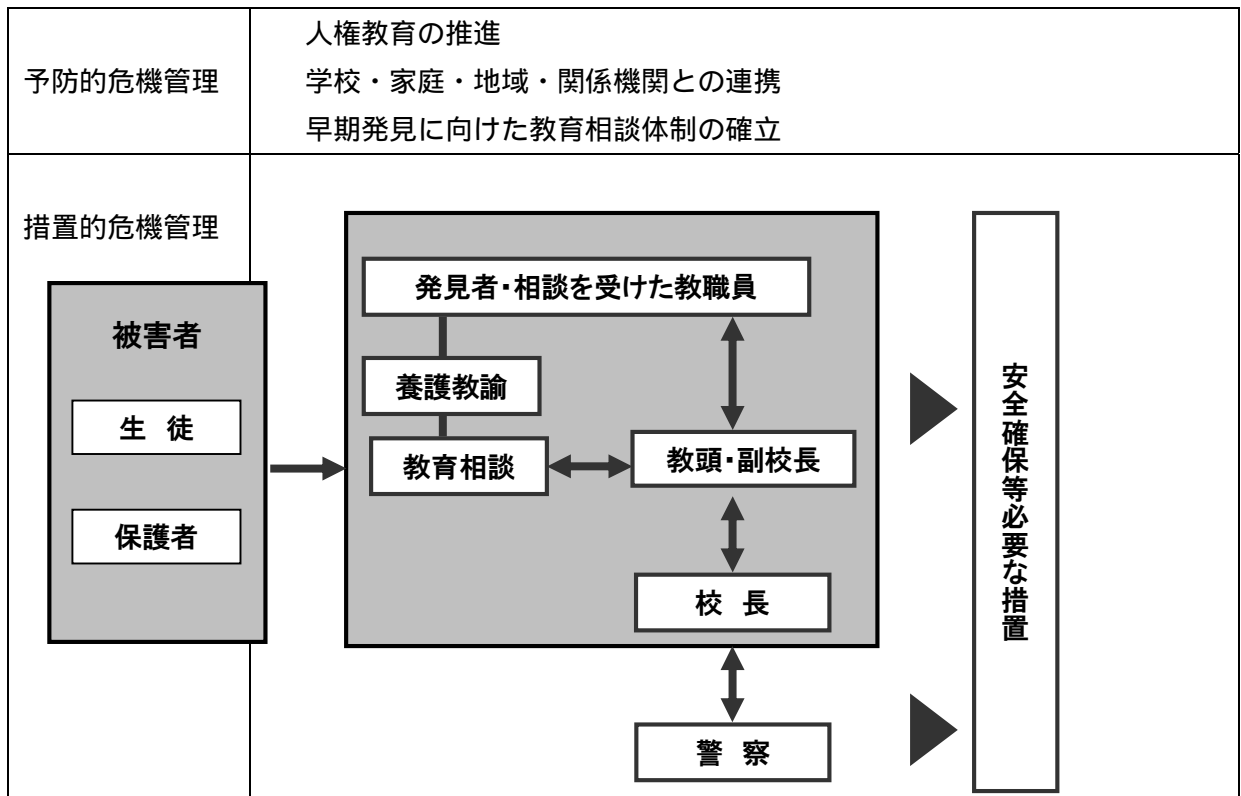 予防的危機管理
人権教育の推進
学校・家庭・地域・関係機関との連携
早期発見に向けた教育相談体制の確立
措置的危機管理
被害者
生 徒
保護者
発見者・相談を受けた教職員
養護教諭
教育相談
教頭・副校長
校 長
警 察
安全確保等必要な措置